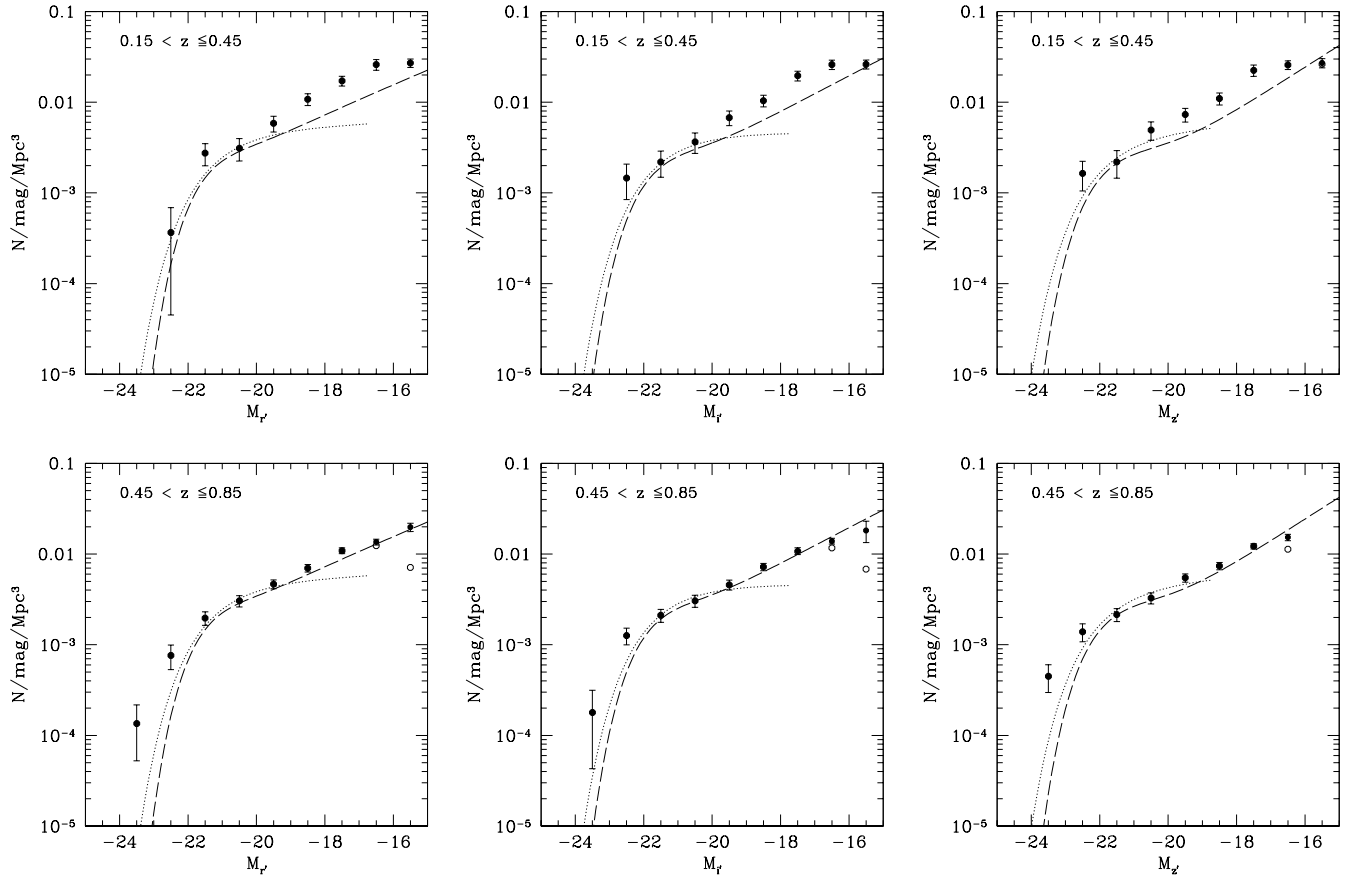 0.1 0.1 0.1
0.15 < z ≦0.45 0.15 < z ≦0.45 0.15 < z ≦0.45
0.01 0.01 0.01
N/mag/Mpc³ N/mag/Mpc³ N/mag/Mpc³
10⁻³ 10⁻³ 10⁻³
10⁻⁴ 10⁻⁴ 10⁻⁴
10⁻⁵ 10⁻⁵ 10⁻⁵
−24 −22 −20 −18 −16 −24 −22 −20 −18 −16 −24 −22 −20 −18 −16
M_r' M_i' M_z'
0.1 0.1 0.1
0.45 < z ≦0.85 0.45 < z ≦0.85 0.45 < z ≦0.85
0.01 0.01 0.01
N/mag/Mpc³ N/mag/Mpc³ N/mag/Mpc³
10⁻³ 10⁻³ 10⁻³
10⁻⁴ 10⁻⁴ 10⁻⁴
10⁻⁵ 10⁻⁵ 10⁻⁵
−24 −22 −20 −18 −16 −24 −22 −20 −18 −16 −24 −22 −20 −18 −16
M_r' M_i' M_z'